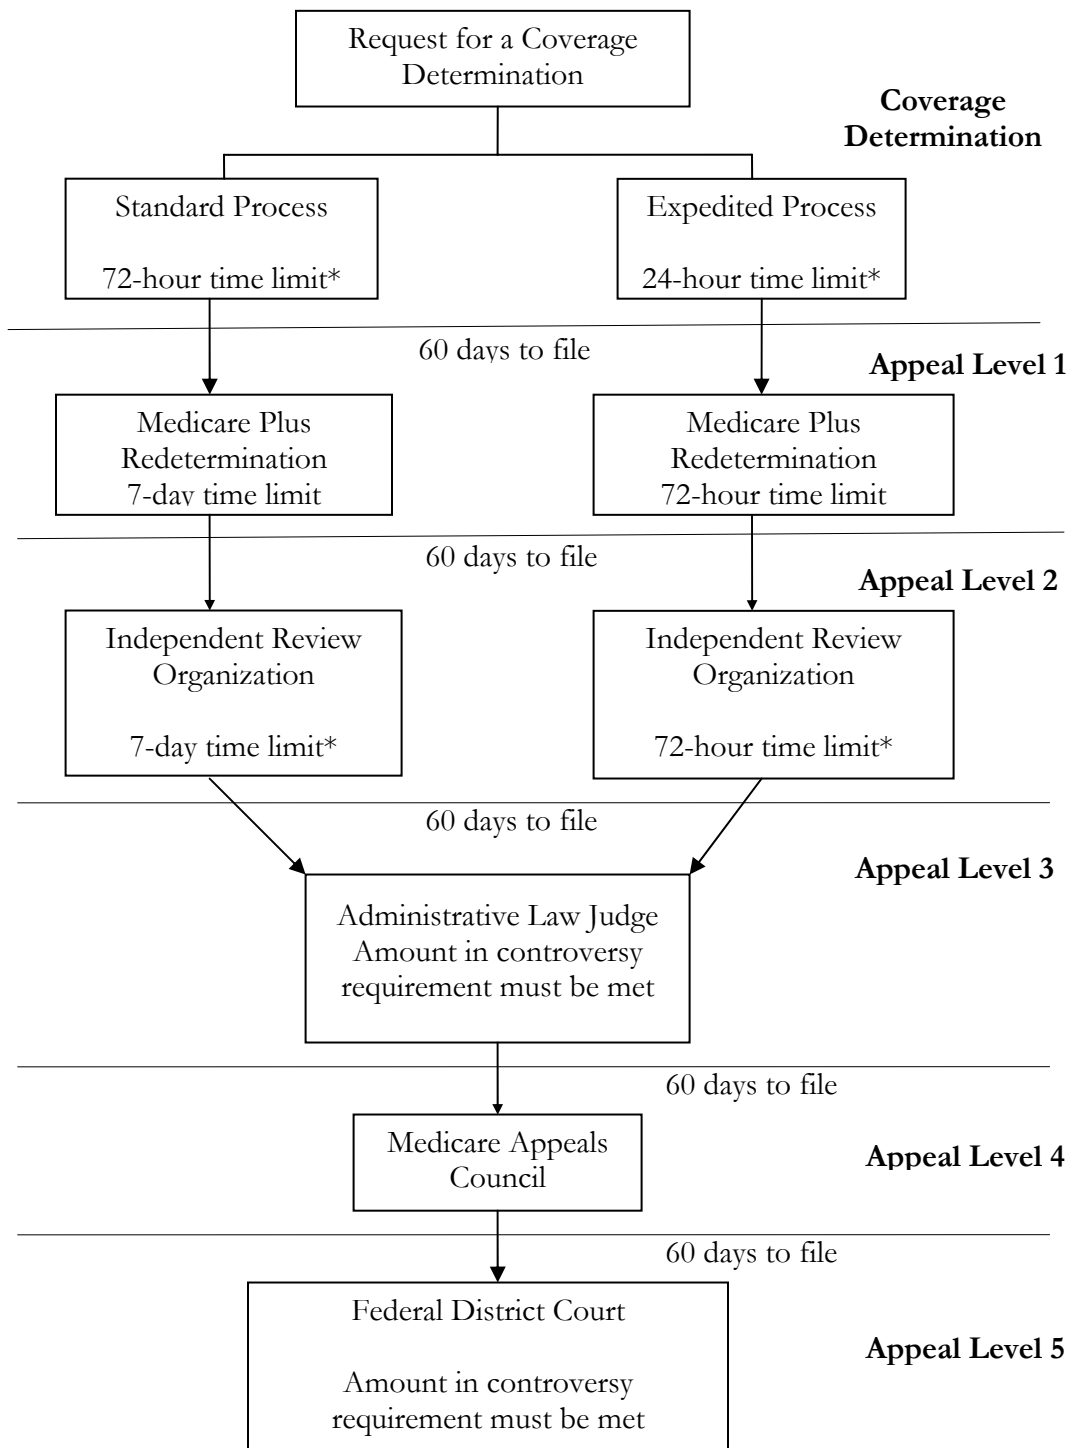 Request for a Coverage
Determination
Coverage
Determination
Standard Process
72-hour time limit*
Expedited Process
24-hour time limit*
60 days to file
Appeal Level 1
Medicare Plus
Redetermination
7-day time limit
Medicare Plus
Redetermination
72-hour time limit
60 days to file
Appeal Level 2
Independent Review
Organization
7-day time limit*
Independent Review
Organization
72-hour time limit*
60 days to file
Appeal Level 3
Administrative Law Judge
Amount in controversy
requirement must be met
60 days to file
Medicare Appeals
Council
Appeal Level 4
60 days to file
Federal District Court
Amount in controversy
requirement must be met
Appeal Level 5